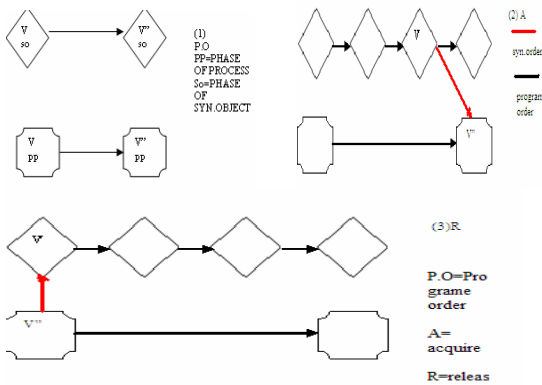 V
so
V"
so
(1)
P.O
PP=PHASE
OF PROCESS
So=PHASE
OF
SYN.OBJECT
V
PP
V"
PP
(2) A
syn.order
program
order
V
V"
V"
V"
(3)R
P.O=Pro
grame
order
A=
acquire
R=releas